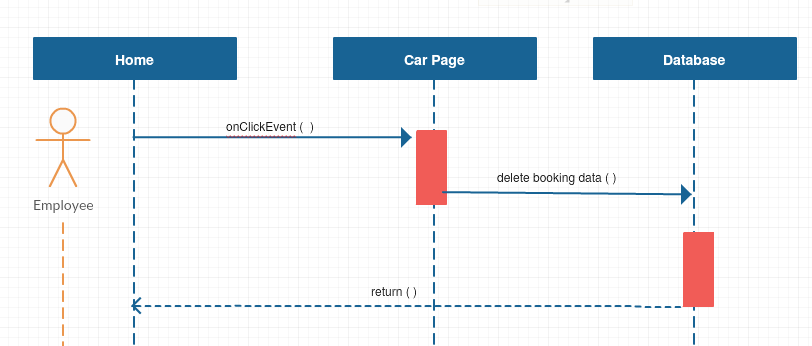 Home
Car Page
Database
onClickEvent ( )
delete booking data ( )
Employee
return ( )